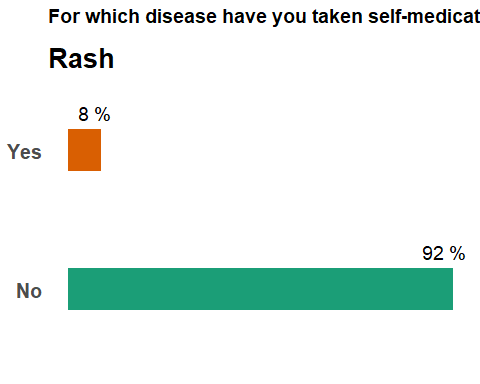 For which disease have you taken self-medicat
Rash
8 %
Yes
92 %
No